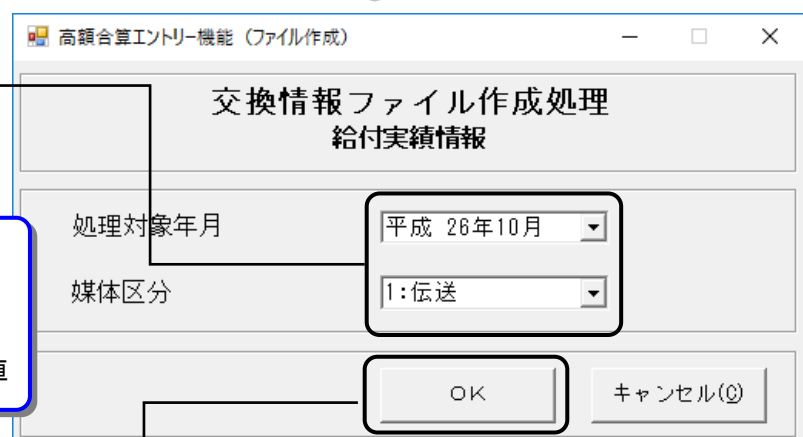 高額合算エントリー機能（ファイル作成）
交換情報ファイル作成処理
給付実績情報
処理対象年月
平成 26年10月
媒体区分
1:伝送
OK
キャンセル(C)